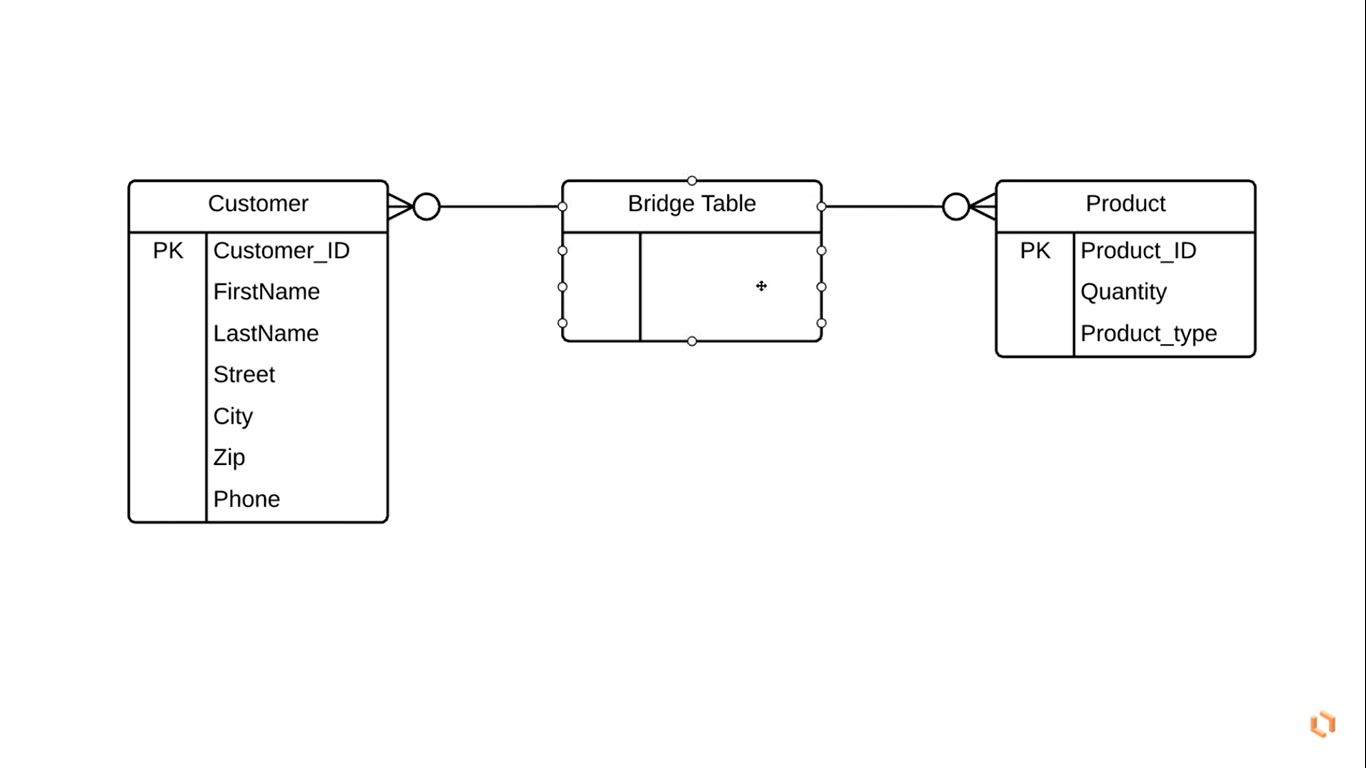 Customer
PK Customer_ID
FirstName
LastName
Street
City
Zip
Phone
Bridge Table
Product
PK Product_ID
Quantity
Product_type